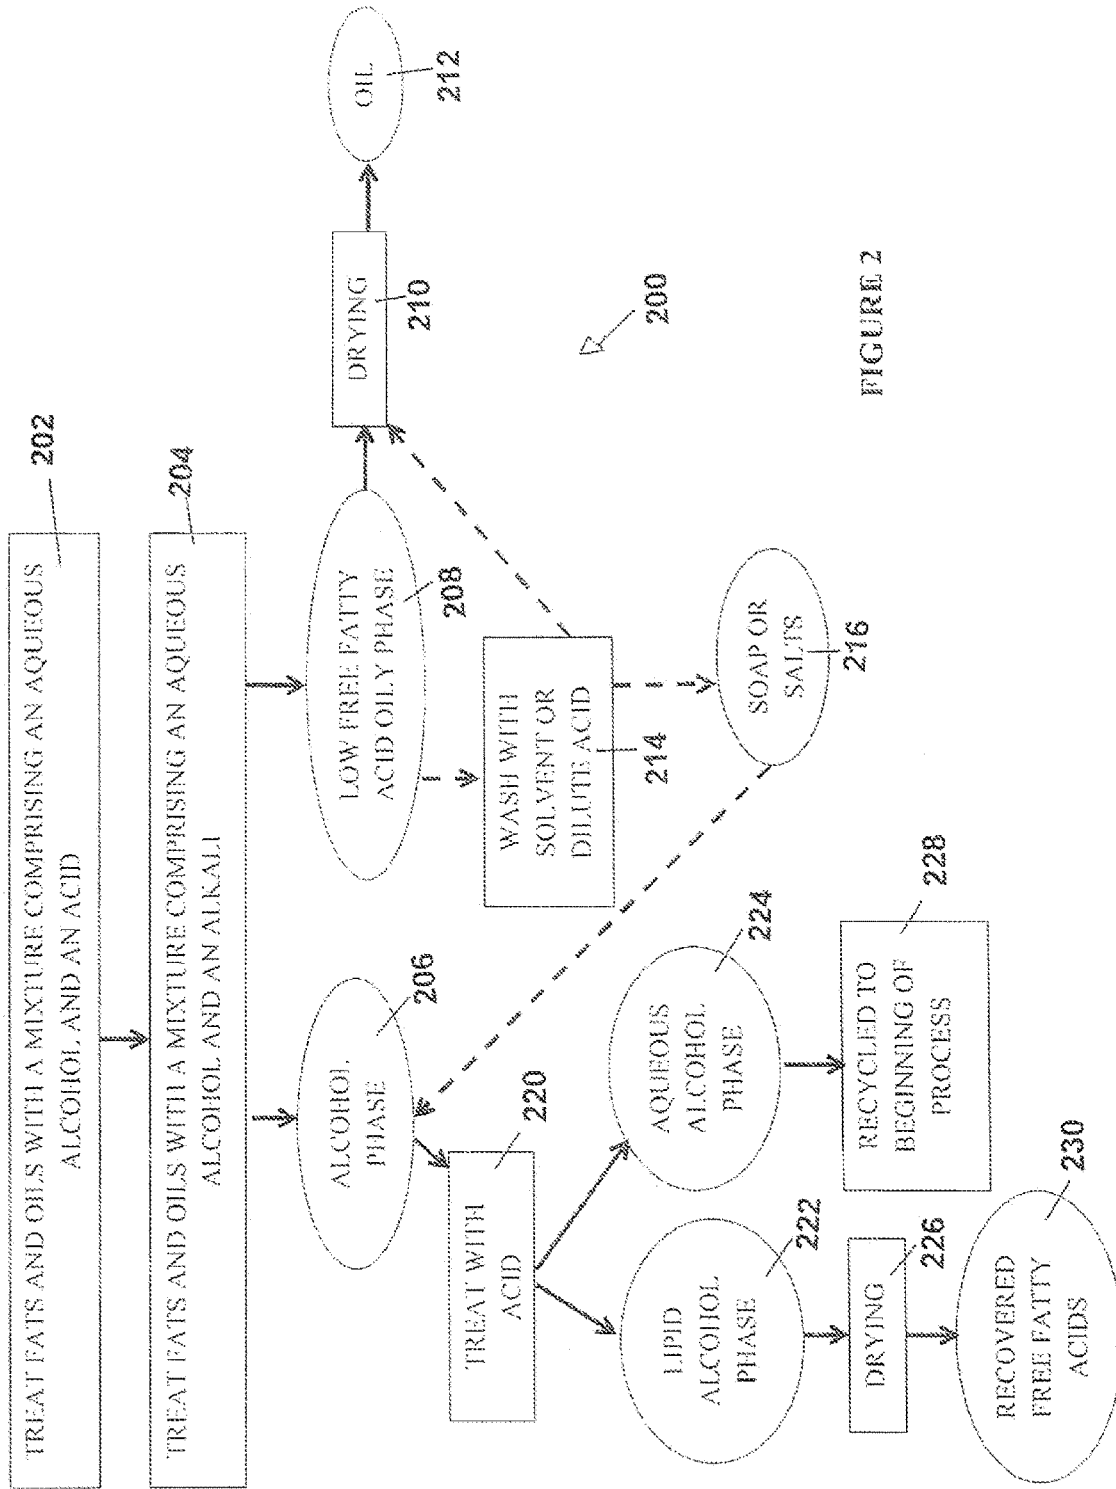 TREAT FATS AND OILS WITH A MIXTURE COMPRISING AN AQUEOUS
ALCOHOL AND AN ACID
202
TREAT FATS AND OILS WITH A MIXTURE COMPRISING AN AQUEOUS
ALCOHOL AND AN ALKALI
204
ALCOHOL
PHASE
206
LOW FREE FATTY
ACID OILY PHASE
208
DRYING
210
OIL
212
TREAT WITH
ACID
220
WASH WITH
SOLVENT OR
DILUTE ACID
214
SOAP OR
SALTS
216
200
LIPID
ALCOHOL
PHASE
222
AQUEOUS
ALCOHOL
PHASE
224
DRYING
226
RECYCLED TO
BEGINNING OF
PROCESS
228
RECOVERED
FREE FATTY
ACIDS
230
FIGURE 2